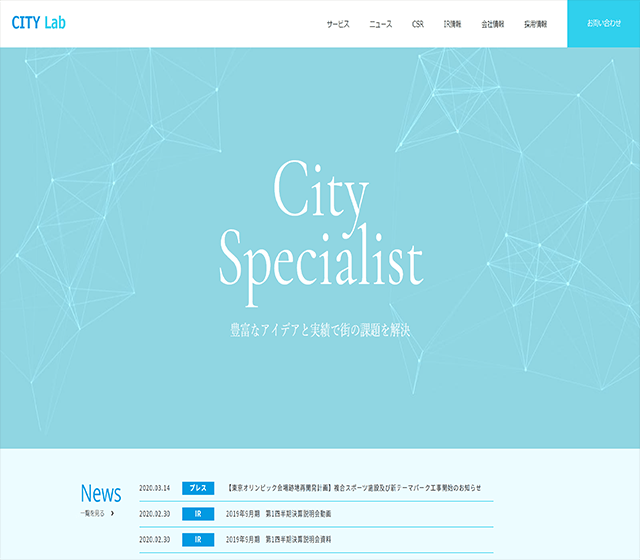 CITY Lab
サービス ニュース CSR IR情報 会社情報 採用情報 お問い合わせ
City
Specialist
豊富なアイデアと実績で街の課題を解決
News
一覧を見る
2020.03.14 プレス 【東京オリンピック会場跡地再開発計画】複合スポーツ施設及び新テーマパーク工事開始のお知らせ
2020.02.30 IR 2019年9月期 第1四半期決算説明会動画
2020.02.30 IR 2019年9月期 第1四半期決算説明会資料